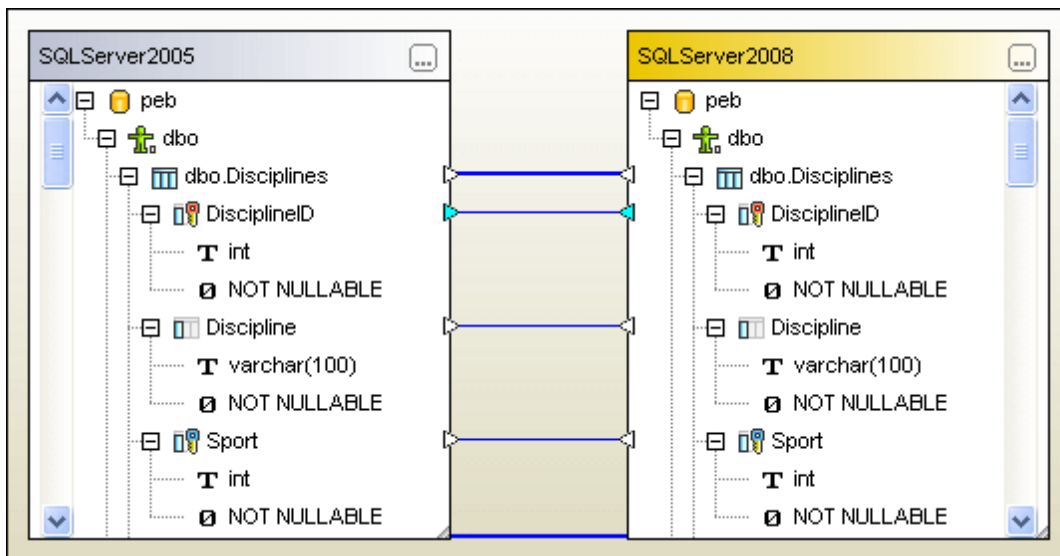 SQLServer2005
peb
dbo
dbo.Disciplines
DisciplineID
T int
NOT NULLABLE
Discipline
T varchar(100)
NOT NULLABLE
Sport
T int
NOT NULLABLE
SQLServer2008
peb
dbo
dbo.Disciplines
DisciplineID
T int
NOT NULLABLE
Discipline
T varchar(100)
NOT NULLABLE
Sport
T int
NOT NULLABLE